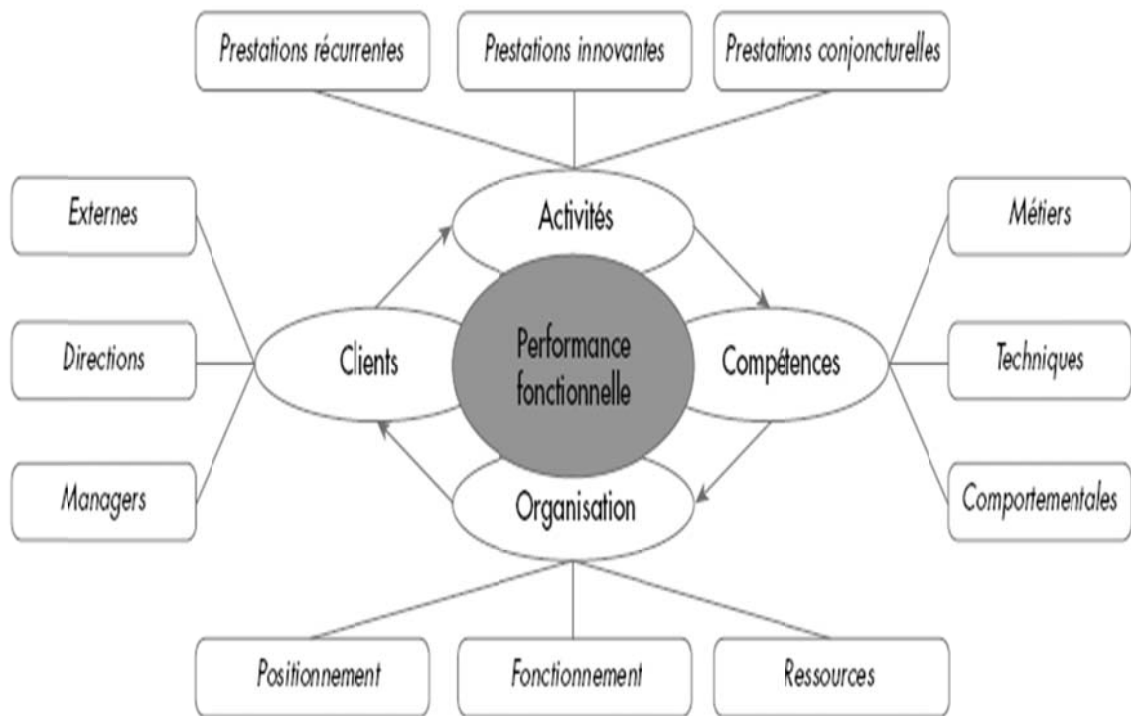 Prestations récurrentes
Plestations innovantes
Prestations conjoncturelles
Activités
Externes
Métiers
Clients
Performance
fonctionnelle
Compétences
Directions
Techniques
Managers
Organisation
Comportementales
Positionnement
Fonctionnement
Ressources